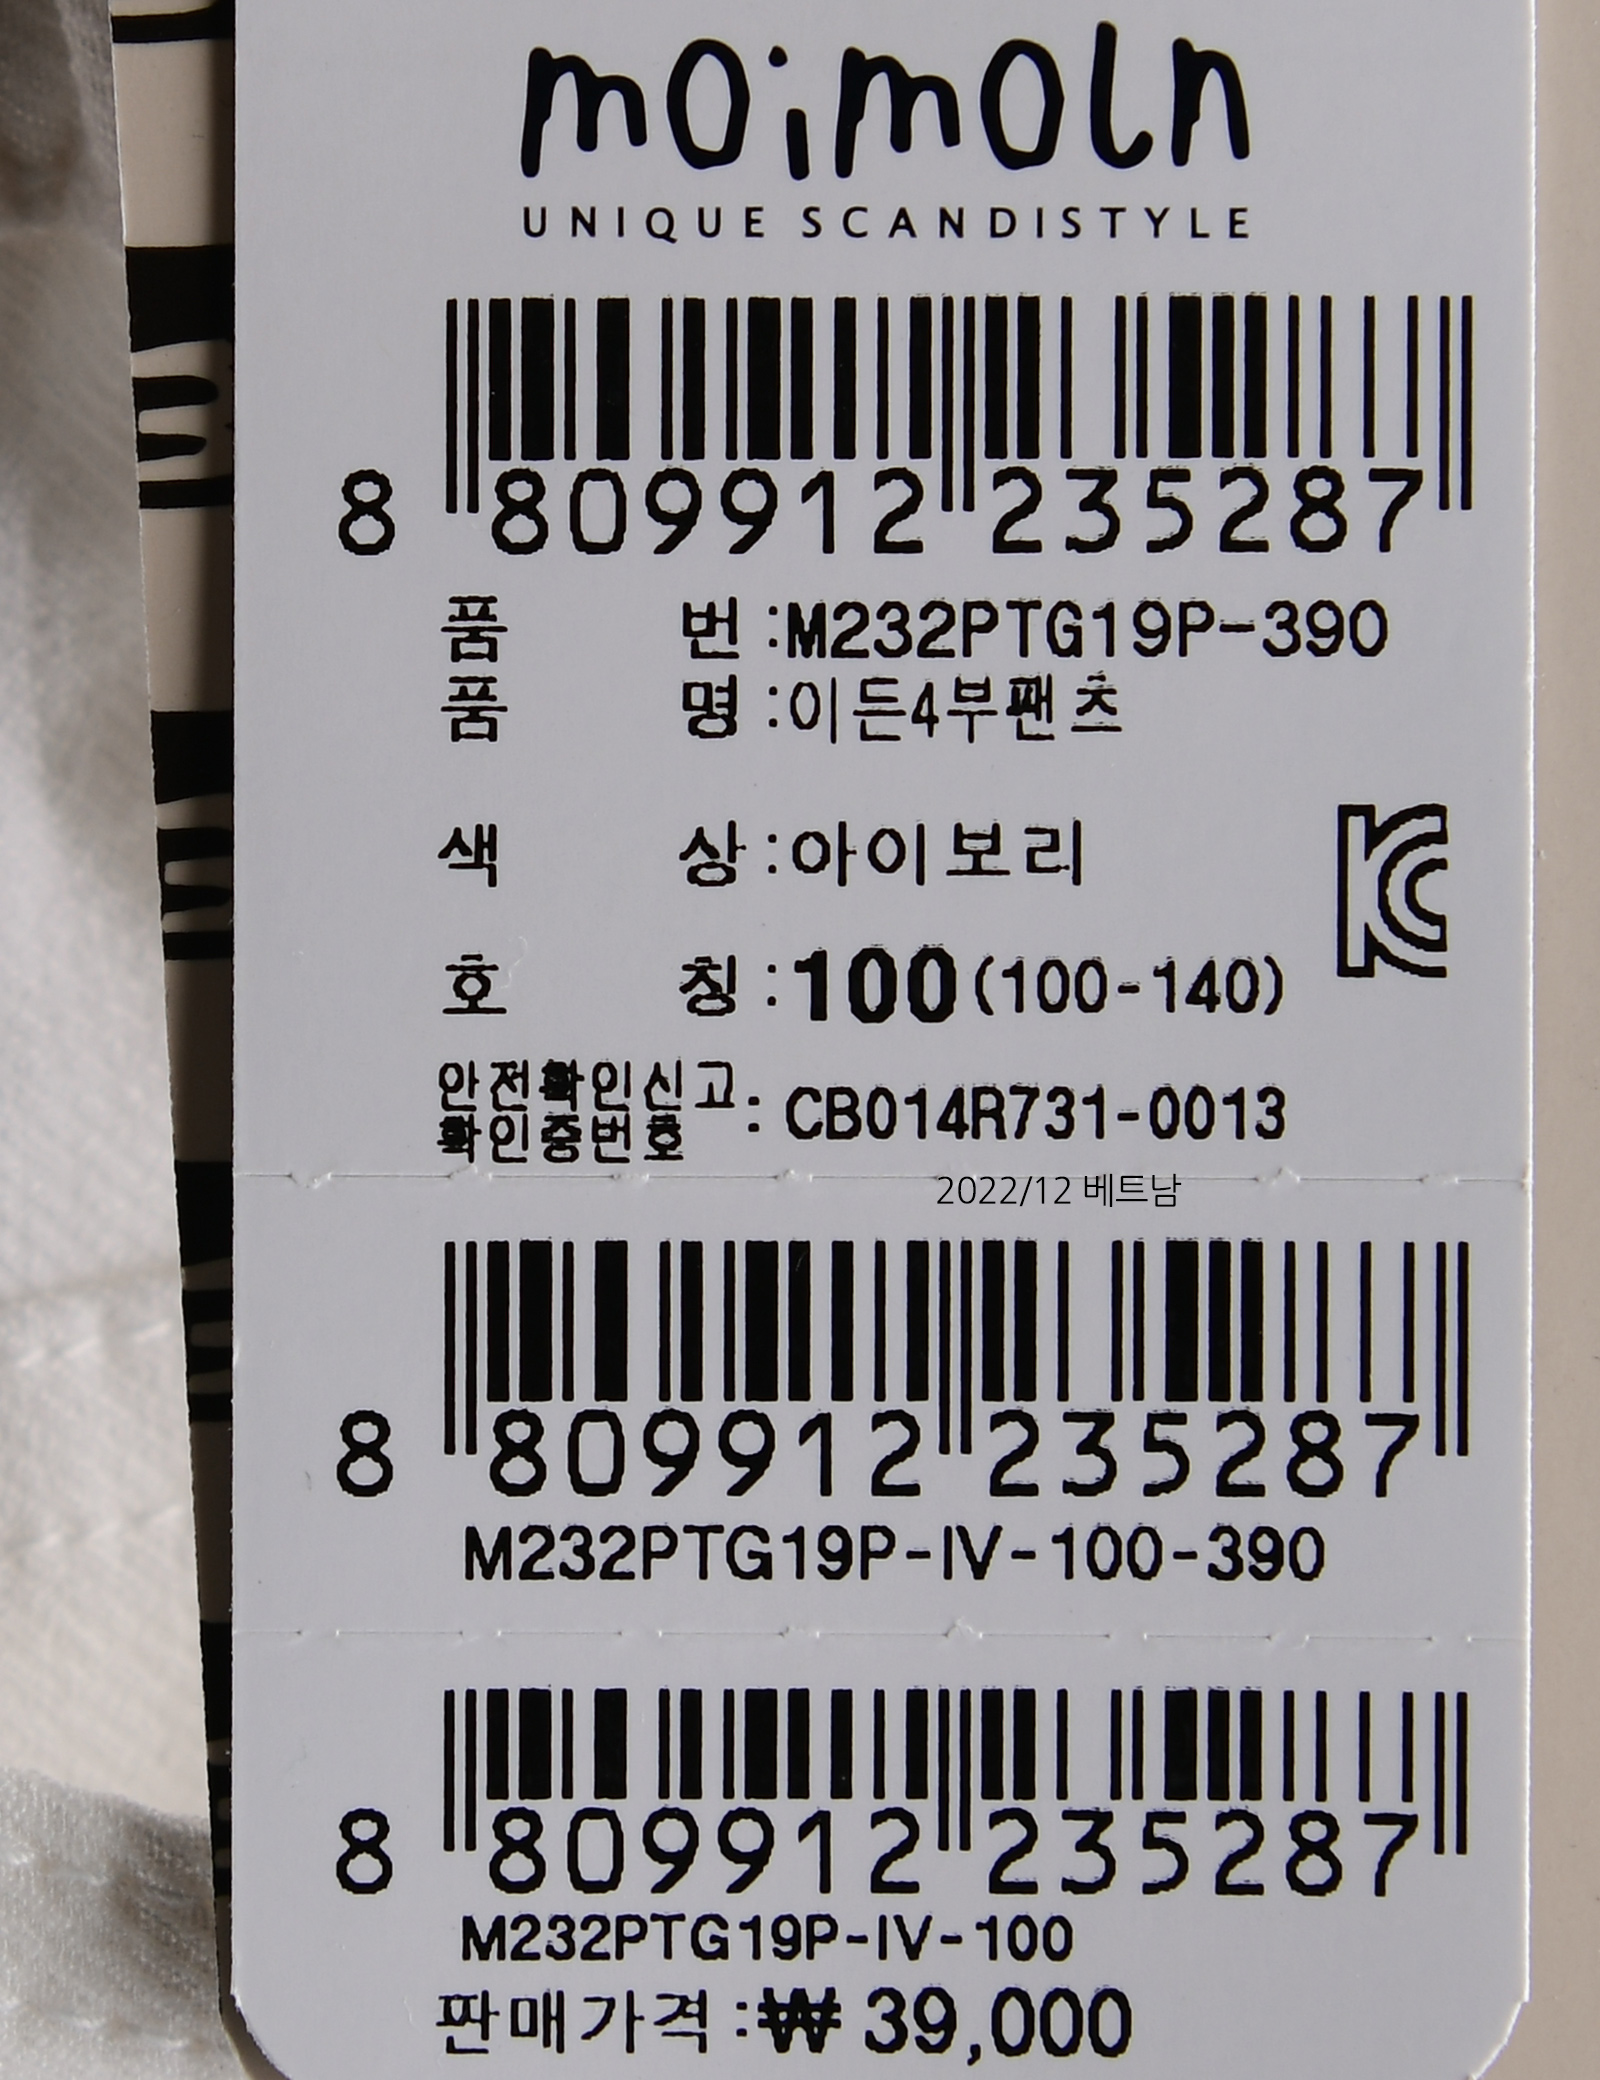 moimoln
UNIQUE SCANDISTYLE
8 809912 235287
품 번 :M232PTG19P-390
품 명 :이든4부팬츠
색 상 :아이보리
호 칭 :100(100-140)
안전확인신고
확인증번호 : CB014R731-0013
2022/12 베트남
8 809912 235287
M232PTG19P-IV-100-390
8 809912 235287
M232PTG19P-IV-100
판매가격 :₩ 39,000